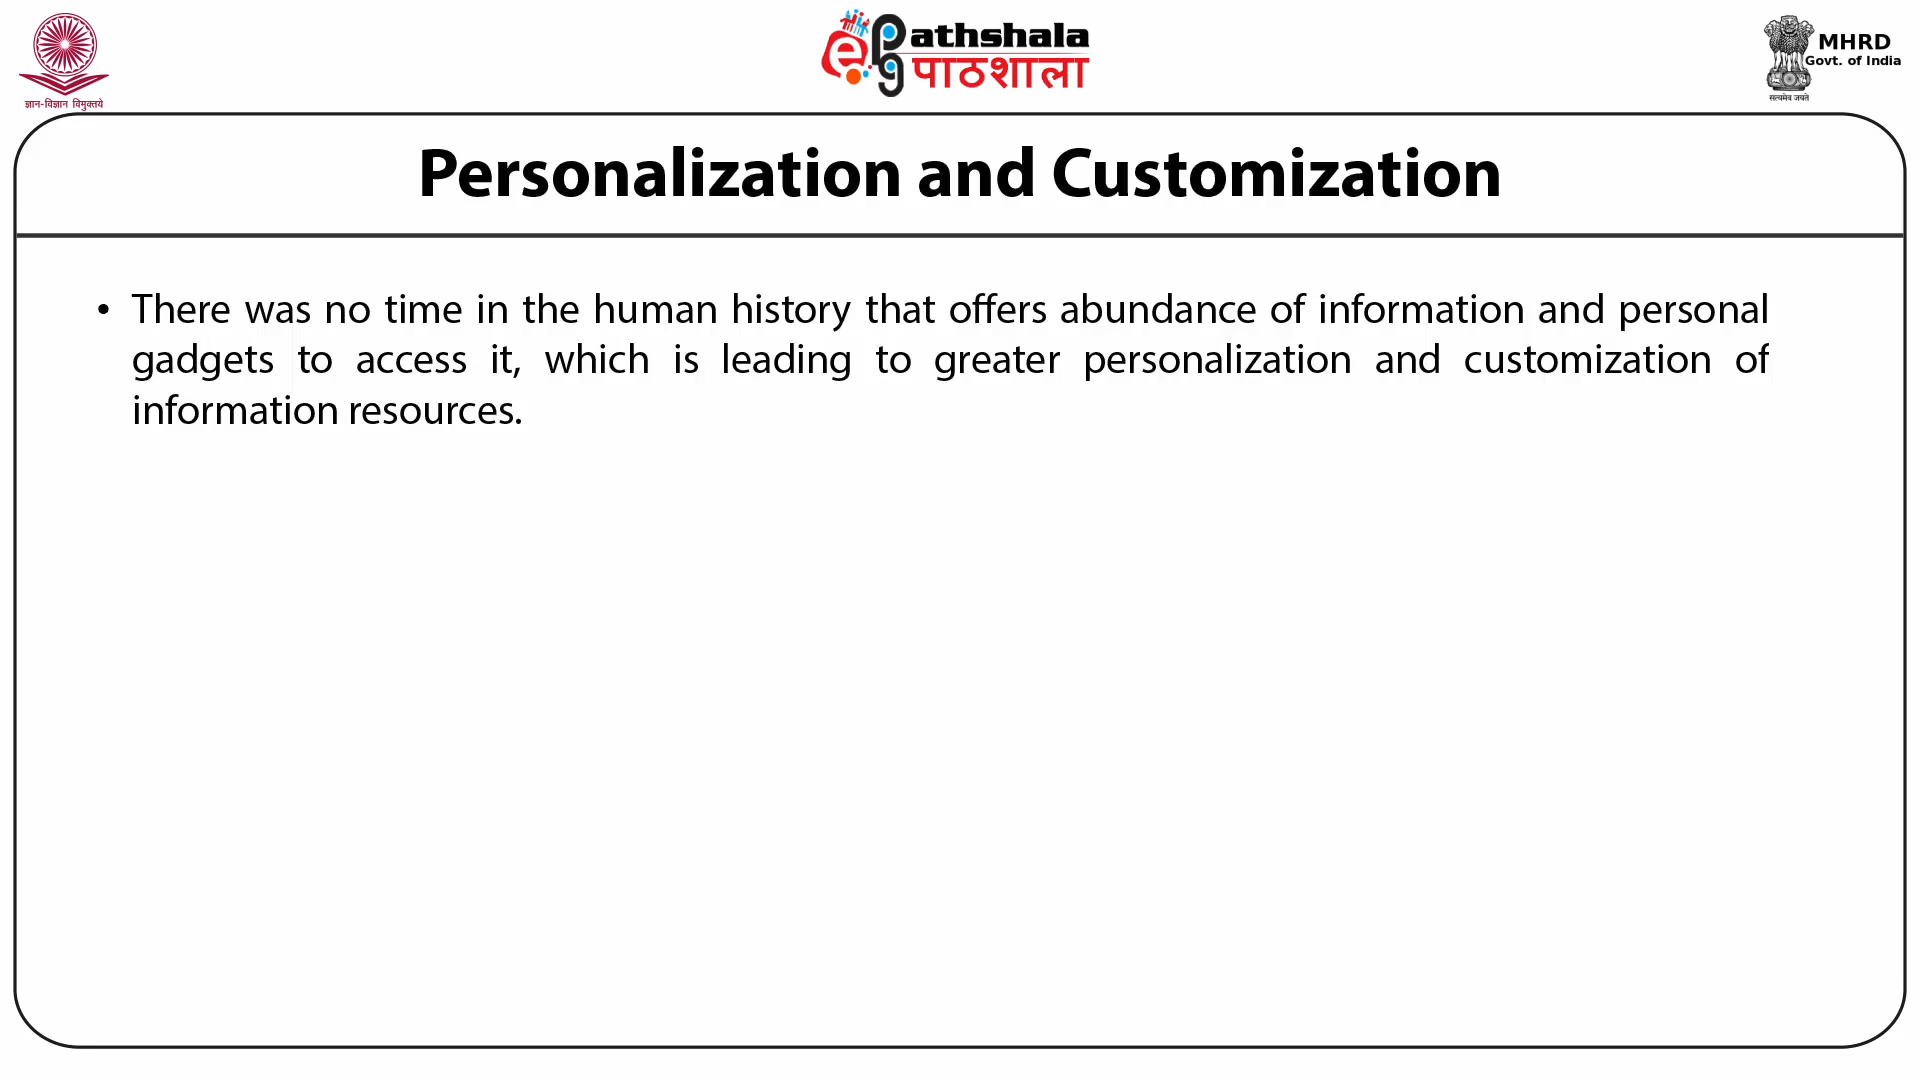 ज्ञान-विज्ञान विमुक्तये
e Pg athshala
पाठशाला
MHRD
Govt. of India
सत्यमेव जयते
Personalization and Customization
• There was no time in the human history that offers abundance of information and personal
gadgets to access it, which is leading to greater personalization and customization of
information resources.